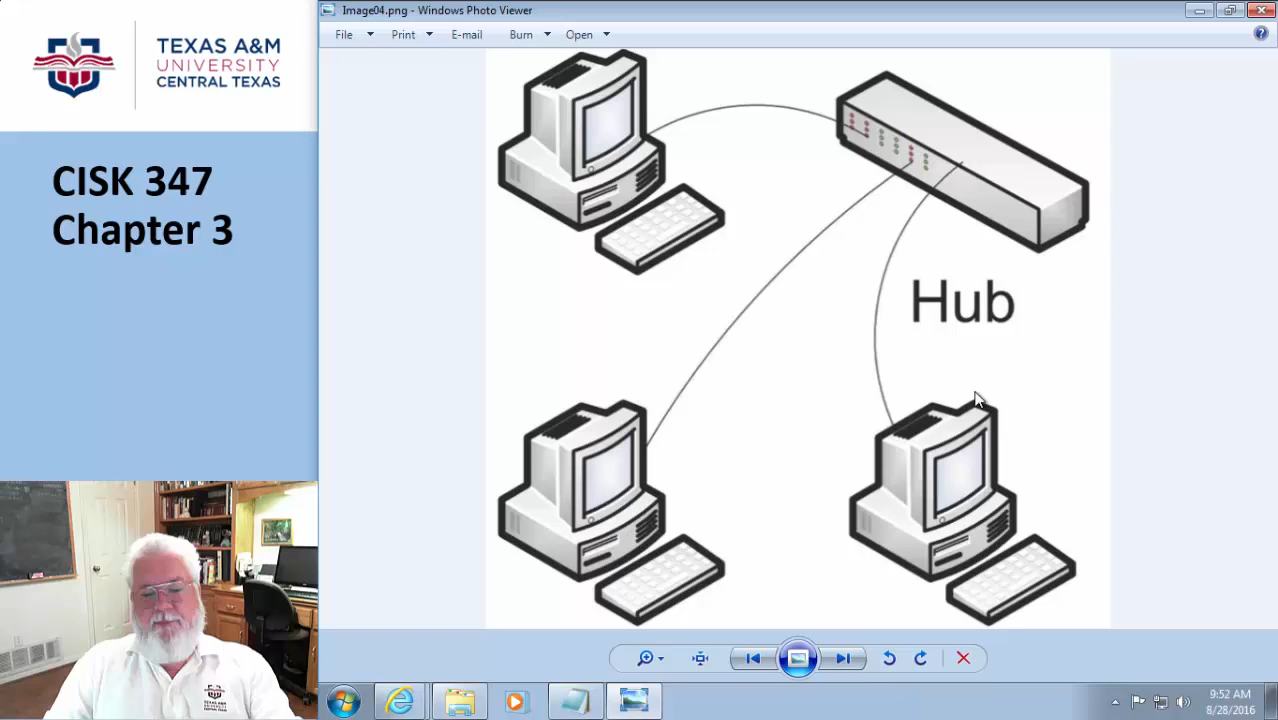 TEXAS A&M
UNIVERSITY
CENTRAL TEXAS
CISK 347
Chapter 3
Image04.png - Windows Photo Viewer
File Print E-mail Burn Open
Hub
9:52 AM
8/28/2016